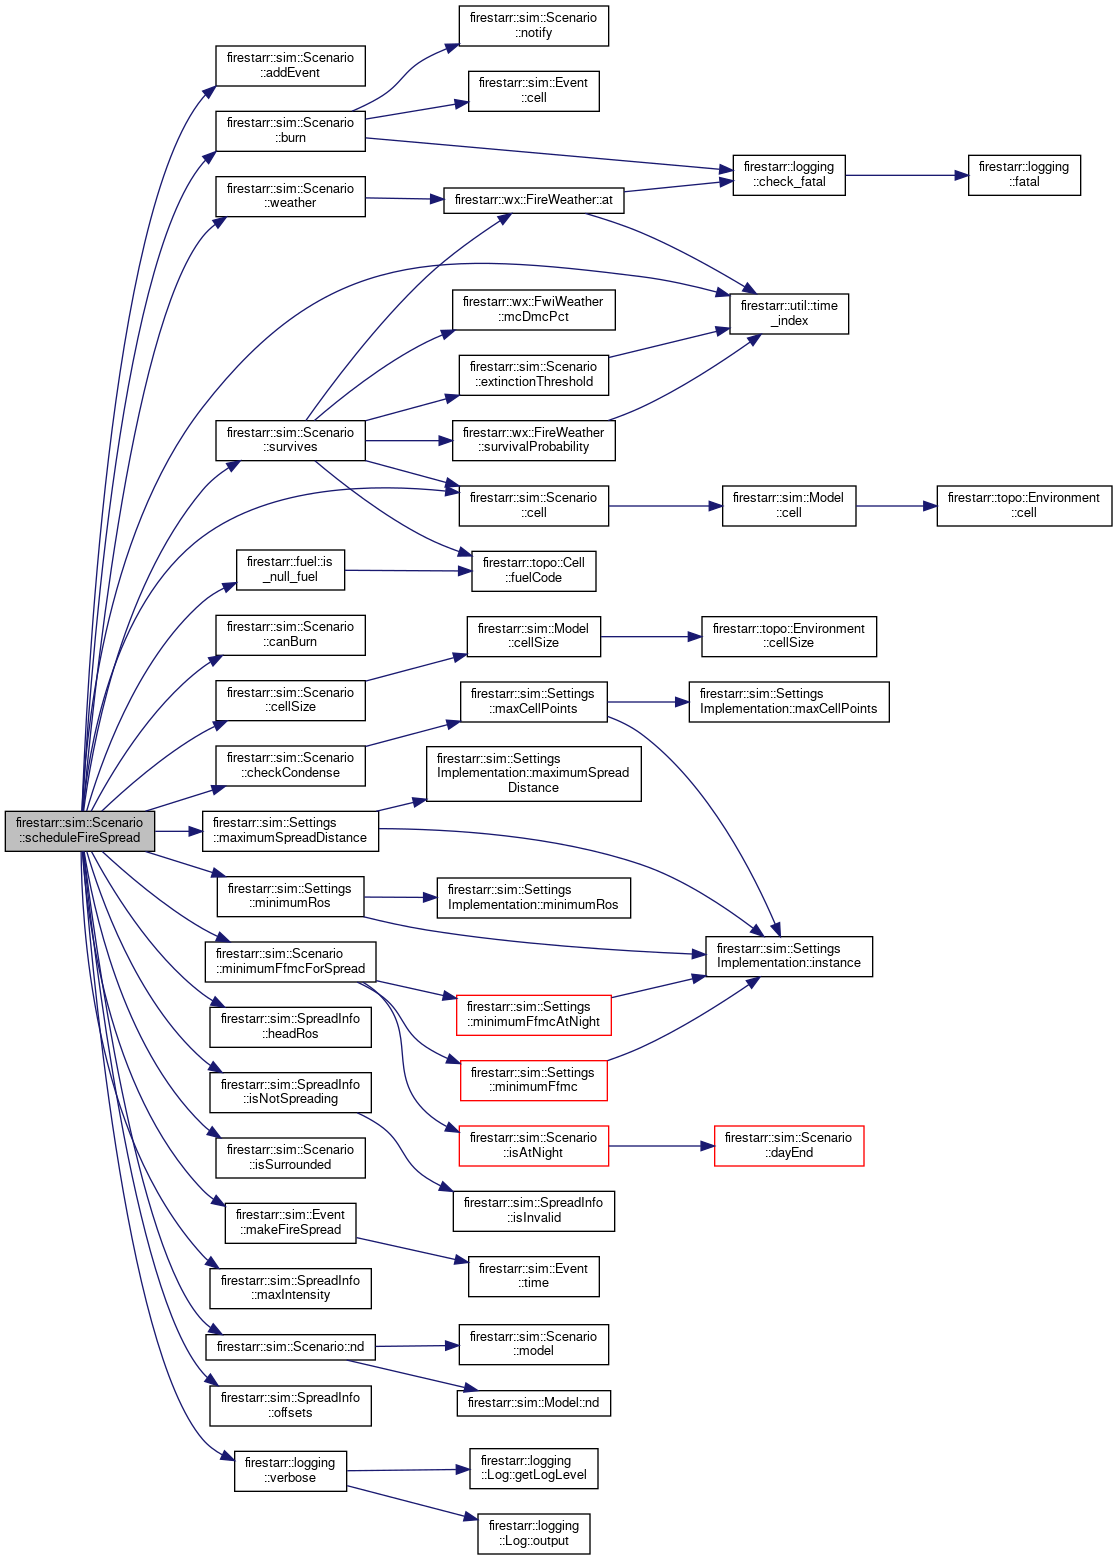 firestarr::sim::Scenario
::scheduleFireSpread
firestarr::sim::Scenario
::addEvent
firestarr::sim::Scenario
::burn
firestarr::sim::Scenario
::weather
firestarr::sim::Scenario
::survives
firestarr::fuel::is
_null_fuel
firestarr::sim::Scenario
::canBurn
firestarr::sim::Scenario
::cellSize
firestarr::sim::Scenario
::checkCondense
firestarr::sim::Settings
::maximumSpreadDistance
firestarr::sim::Settings
::minimumRos
firestarr::sim::Scenario
::minimumFfmcForSpread
firestarr::sim::SpreadInfo
::headRos
firestarr::sim::SpreadInfo
::isNotSpreading
firestarr::sim::Scenario
::isSurrounded
firestarr::sim::Event
::makeFireSpread
firestarr::sim::SpreadInfo
::maxIntensity
firestarr::sim::Scenario::nd
firestarr::sim::SpreadInfo
::offsets
firestarr::logging
::verbose
firestarr::sim::Scenario
::notify
firestarr::sim::Event
::cell
firestarr::wx::FireWeather::at
firestarr::wx::FwiWeather
::mcDmcPct
firestarr::sim::Scenario
::extinctionThreshold
firestarr::wx::FireWeather
::survivalProbability
firestarr::sim::Scenario
::cell
firestarr::topo::Cell
::fuelCode
firestarr::sim::Model
::cellSize
firestarr::sim::Settings
::maxCellPoints
firestarr::sim::Settings
Implementation::maximumSpread
Distance
firestarr::sim::Settings
Implementation::minimumRos
firestarr::sim::Settings
::minimumFfmcAtNight
firestarr::sim::Settings
::minimumFfmc
firestarr::sim::Scenario
::isAtNight
firestarr::sim::SpreadInfo
::isInvalid
firestarr::sim::Event
::time
firestarr::sim::Scenario
::model
firestarr::sim::Model::nd
firestarr::logging
::Log::getLogLevel
firestarr::logging
::Log::output
firestarr::logging
::check_fatal
firestarr::util::time
_index
firestarr::sim::Model
::cell
firestarr::topo::Environment
::cellSize
firestarr::sim::Settings
Implementation::maxCellPoints
firestarr::sim::Settings
Implementation::instance
firestarr::sim::Scenario
::dayEnd
firestarr::logging
::fatal
firestarr::topo::Environment
::cell